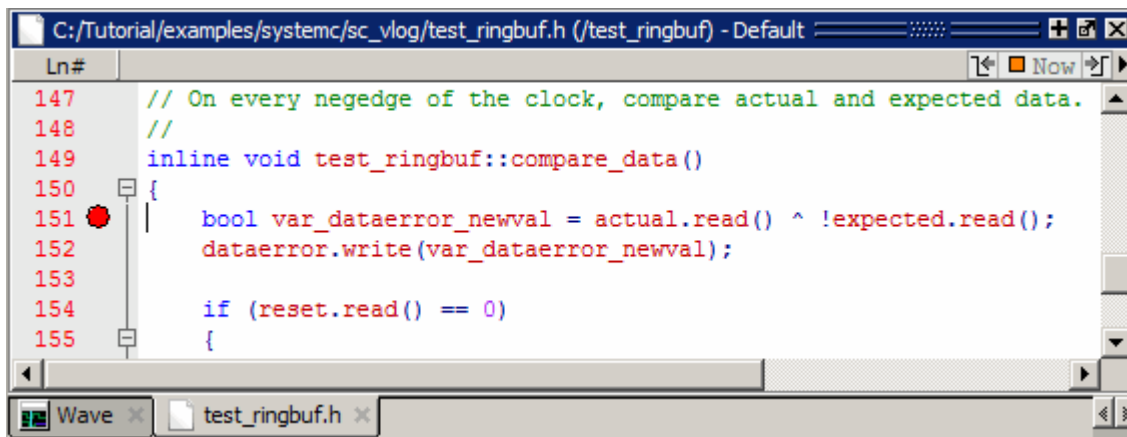 C:/Tutorial/examples/systemc/sc_vlog/test_ringbuf.h (/test_ringbuf) - Default
Ln#
Now
147 // On every negedge of the clock, compare actual and expected data.
148 //
149 inline void test_ringbuf::compare_data()
150 {
151 bool var_dataerror_newval = actual.read() ^ !expected.read();
152 dataerror.write(var_dataerror_newval);
153
154 if (reset.read() == 0)
155 {
Wave
test_ringbuf.h